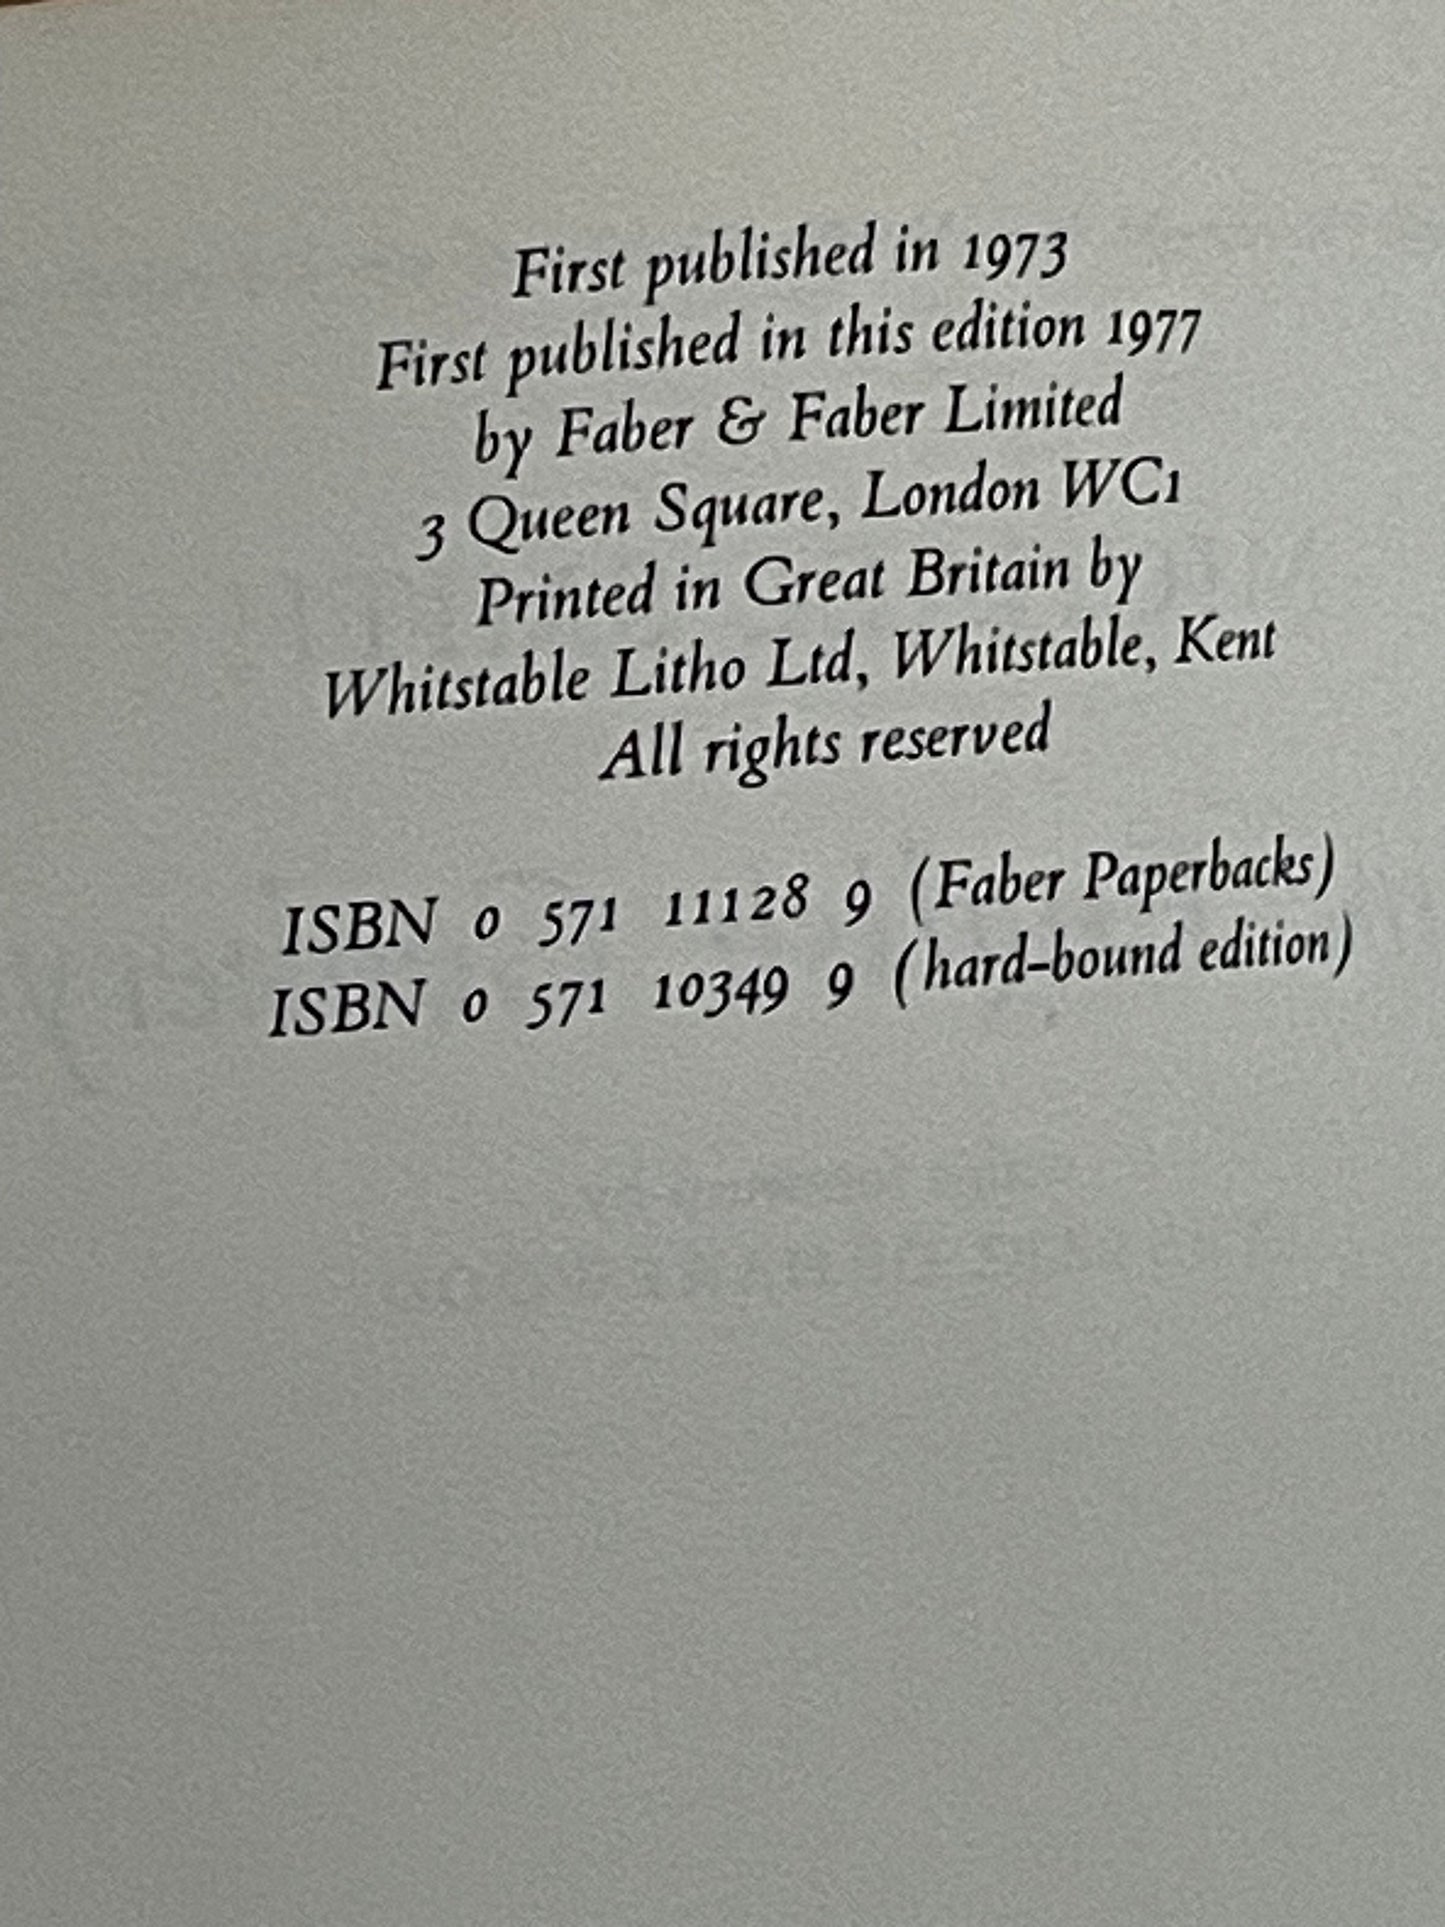 First published in 1973
First published in this edition 1977
by Faber & Faber Limited
3 Queen Square, London WC1
Printed in Great Britain by
Whitstable Litho Ltd, Whitstable, Kent
All rights reserved
ISBN 0 571 11128 9 (Faber Paperbacks)
ISBN 0 571 10349 9 (hard-bound edition)